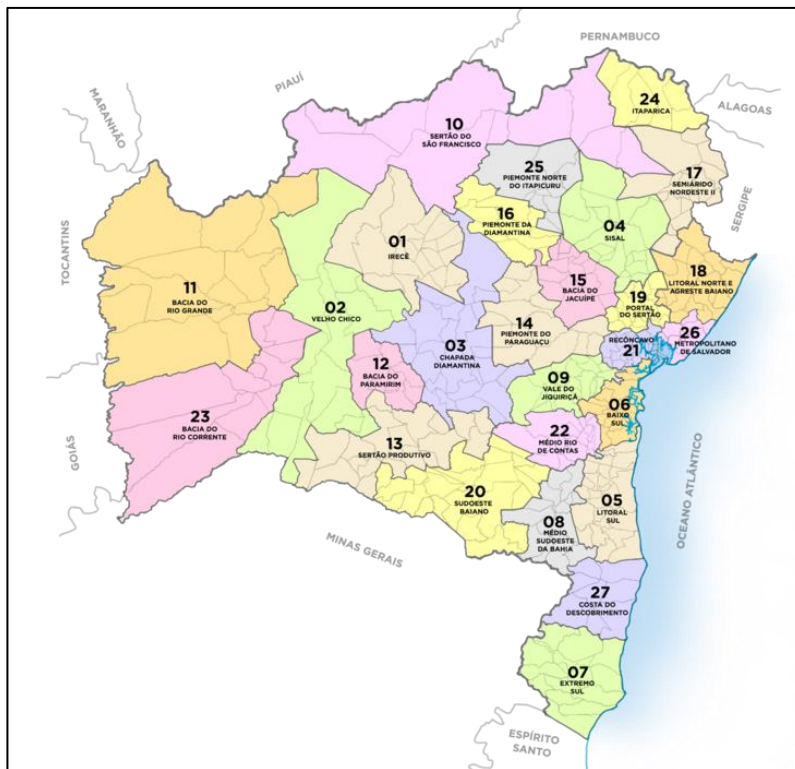 PERNAMBUCO
PIAUÍ
MARANHÃO
ALAGOAS
SERGIPE
TOCANTINS
GOIÁS
MINAS GERAIS
OCEANO ATLÂNTICO
ESPÍRITO
SANTO
24
ITAPARICA
10
SERTÃO DO
SÃO FRANCISCO
25
PIEMONTE NORTE
DO ITAPICURU
17
SEMIÁRIDO
NORDESTE II
16
PIEMONTE DA
DIAMANTINA
04
SISAL
01
IRECÊ
11
BACIA DO
RIO GRANDE
02
VELHO CHICO
15
BACIA DO
JACUÍPE
18
LITORAL NORTE E
AGRESTE BAIANO
19
PORTAL
DO SERTÃO
14
PIEMONTE DO
PARAGUAÇU
03
CHAPADA
DIAMANTINA
RECÔNCAVO
21
26
METROPOLITANO
DE SALVADOR
12
BACIA DO
PARAMIRIM
09
VALE DO
JIQUIRIÇÁ
06
BAIXO
SUL
23
BACIA DO
RIO CORRENTE
22
MÉDIO RIO
DE CONTAS
13
SERTÃO PRODUTIVO
20
SUDOESTE
BAIANO
05
LITORAL
SUL
08
MÉDIO
SUDOESTE
DA BAHIA
27
COSTA DO
DESCOBRIMENTO
07
EXTREMO
SUL